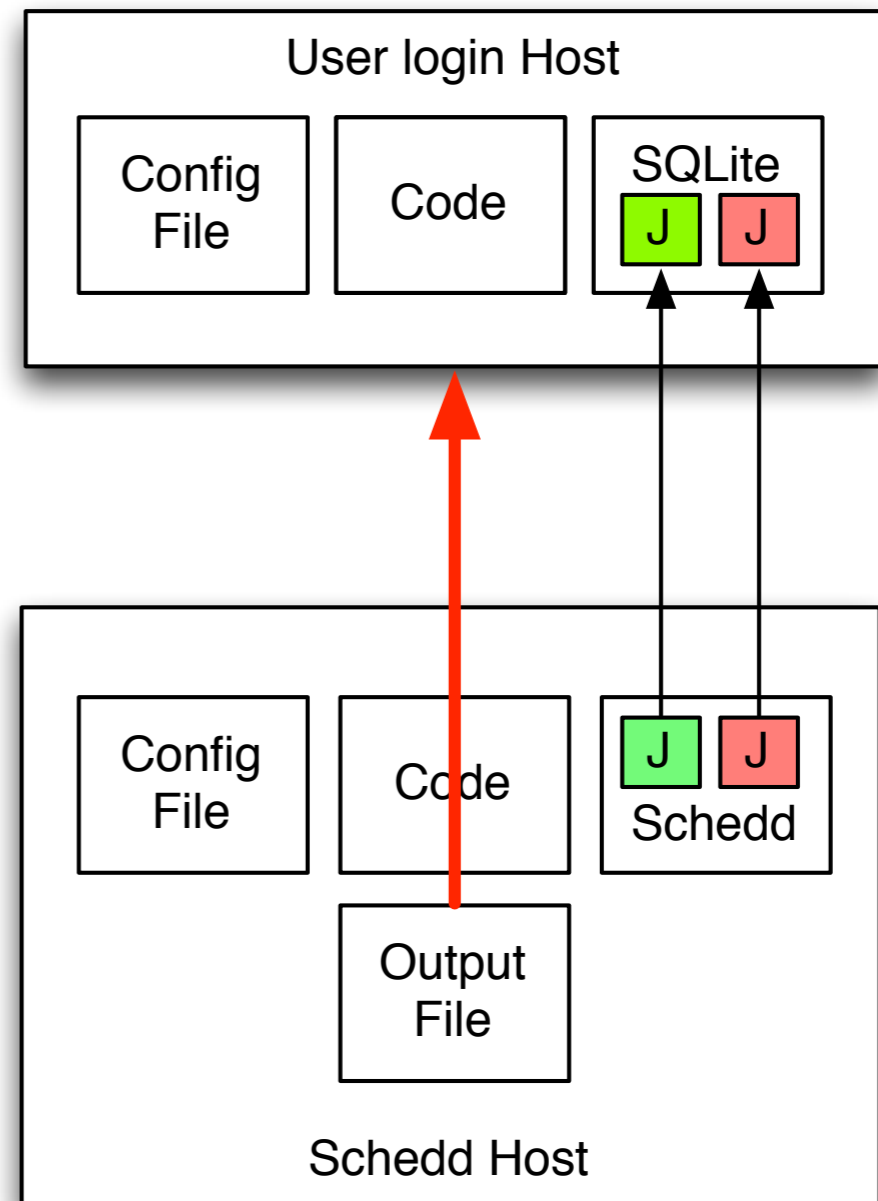 User login Host
Config
File
Code
SQLite
J J
Config
File
Code
J J
Schedd
Output
File
Schedd Host